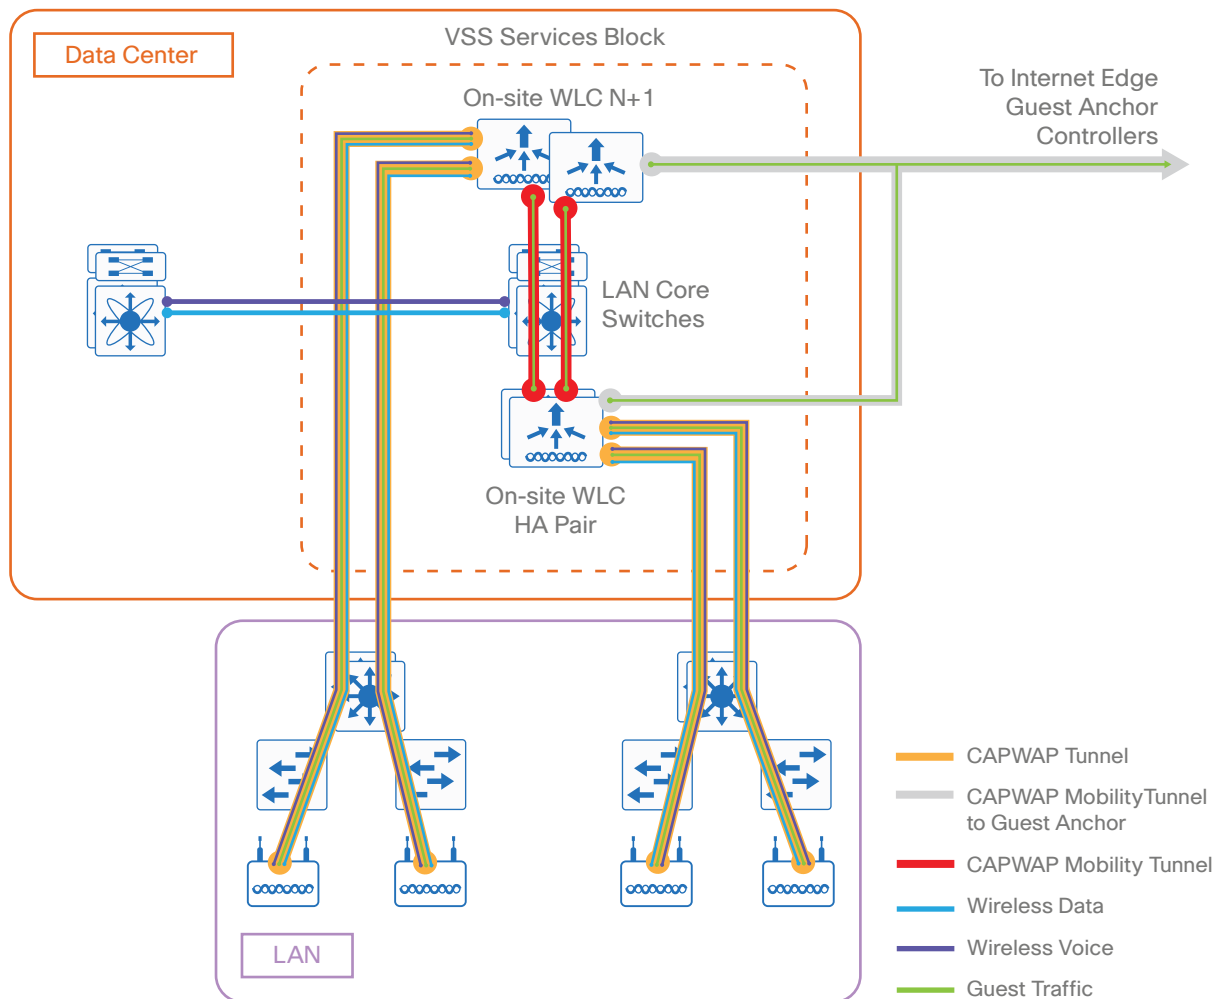 Data Center
VSS Services Block
On-site WLC N+1
To Internet Edge
Guest Anchor
Controllers
LAN Core
Switches
On-site WLC
HA Pair
CAPWAP Tunnel
CAPWAP MobilityTunnel
to Guest Anchor
CAPWAP Mobility Tunnel
Wireless Data
Wireless Voice
Guest Traffic
LAN